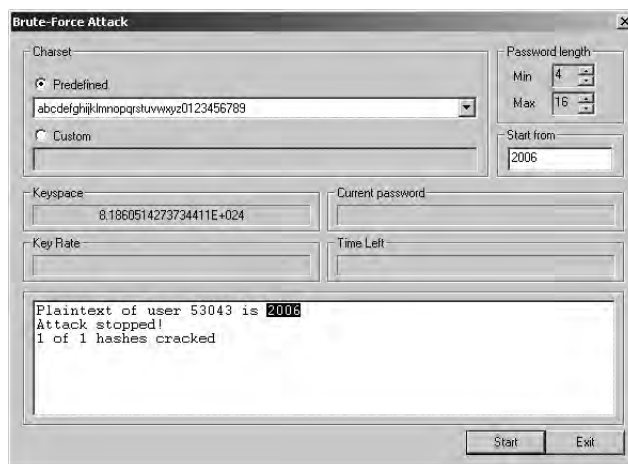 Brute-Force Attack
Charset
Predefined
abcdefghijklmnopqrstuvwxyz0123456789
Custom
Password length
Min 4
Max 16
Start from
2006
Keyspace
8.1860514273734411E+024
Current password
Key Rate
Time Left
Plaintext of user 53043 is 2006
Attack stopped!
1 of 1 hashes cracked
Start Exit